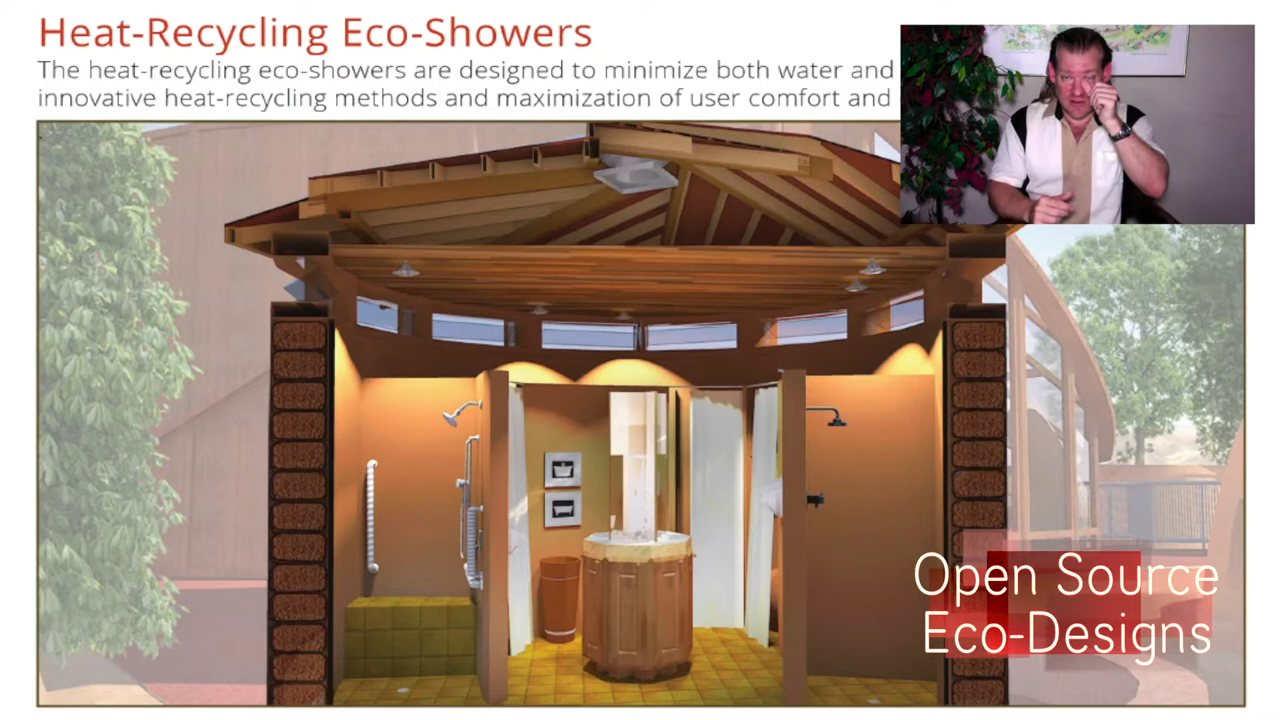 Heat-Recycling Eco-Showers
The heat-recycling eco-showers are designed to minimize both water and
innovative heat-recycling methods and maximization of user comfort and
Open Source
Eco-Designs